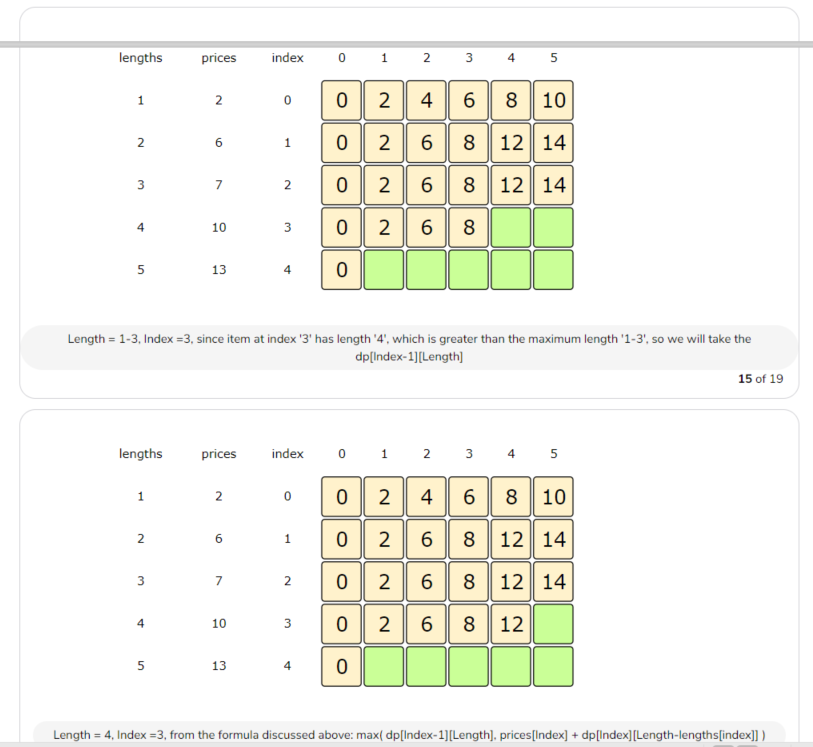 lengths prices index 0 1 2 3 4 5
1 2 0 0 2 4 6 8 10
2 6 1 0 2 6 8 12 14
3 7 2 0 2 6 8 12 14
4 10 3 0 2 6 8
5 13 4 0
Length = 1-3, Index =3, since item at index '3' has length '4', which is greater than the maximum length '1-3', so we will take the
dp[Index-1][Length]
15 of 19
lengths prices index 0 1 2 3 4 5
1 2 0 0 2 4 6 8 10
2 6 1 0 2 6 8 12 14
3 7 2 0 2 6 8 12 14
4 10 3 0 2 6 8 12
5 13 4 0
Length = 4, Index =3, from the formula discussed above: max( dp[Index-1][Length], prices[Index] + dp[Index][Length-lengths[index]] )